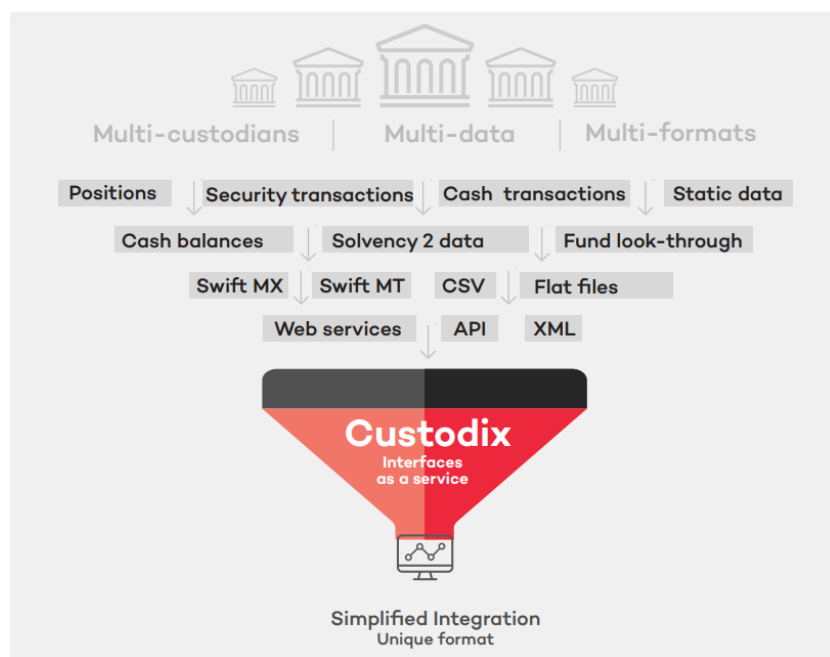 Multi-custodians | Multi-data | Multi-formats
Positions Security transactions Cash transactions Static data
Cash balances Solvency 2 data Fund look-through
Swift MX Swift MT CSV Flat files
Web services API XML
Custodix
Interfaces
as a service
Simplified Integration
Unique format